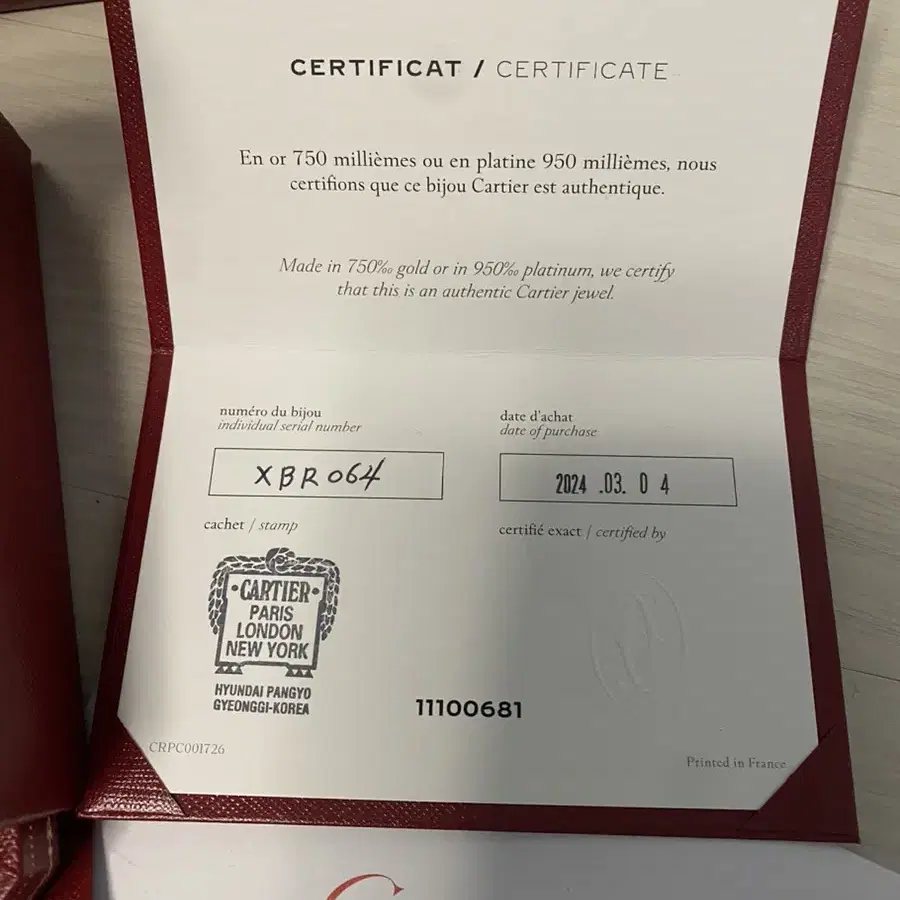 CERTIFICAT / CERTIFICATE
En or 750 millièmes ou en platine 950 millièmes, nous
certifions que ce bijou Cartier est authentique.
Made in 750‰ gold or in 950‰ platinum, we certify
that this is an authentic Cartier jewel.
numéro du bijou
individual serial number
XBR064
date d'achat
date of purchase
2024 .03. 0 4
cachet / stamp
certifié exact / certified by
·CARTIER·
PARIS
LONDON
NEW YORK
HYUNDAI PANGYO
GYEONGGI-KOREA
11100681
CRPC001726
Printed in France